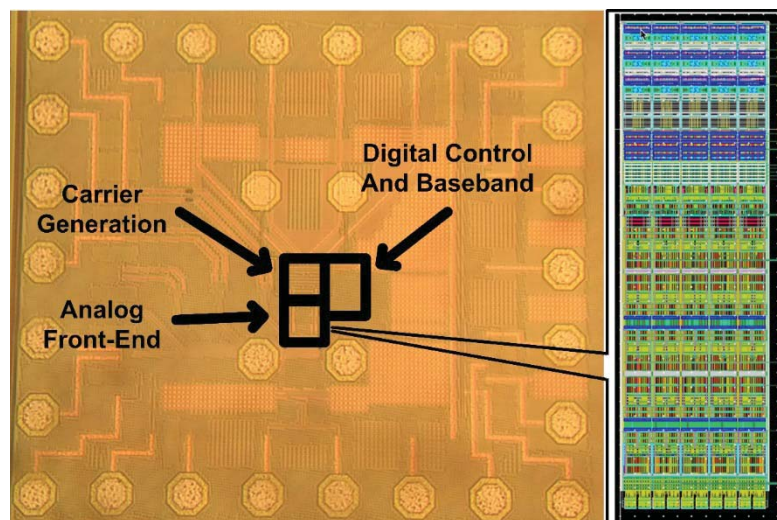 Digital Control
And Baseband
Carrier
Generation
Analog
Front-End